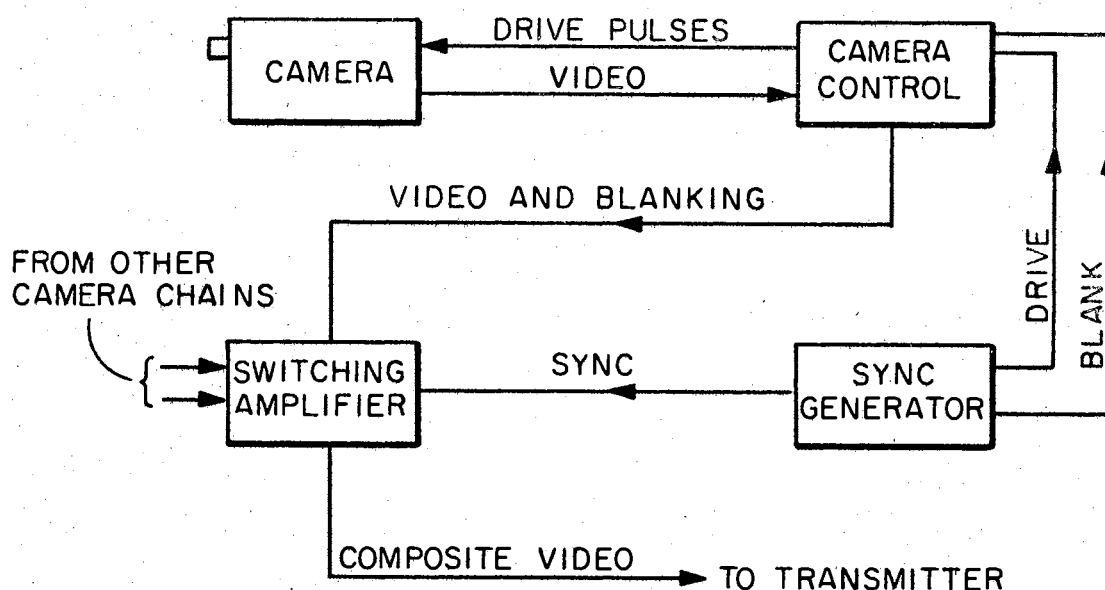 DRIVE PULSES
CAMERA
VIDEO
CAMERA
CONTROL
VIDEO AND BLANKING
FROM OTHER
CAMERA CHAINS
DRIVE
BLANK
SWITCHING
AMPLIFIER
SYNC
SYNC
GENERATOR
COMPOSITE VIDEO
TO TRANSMITTER